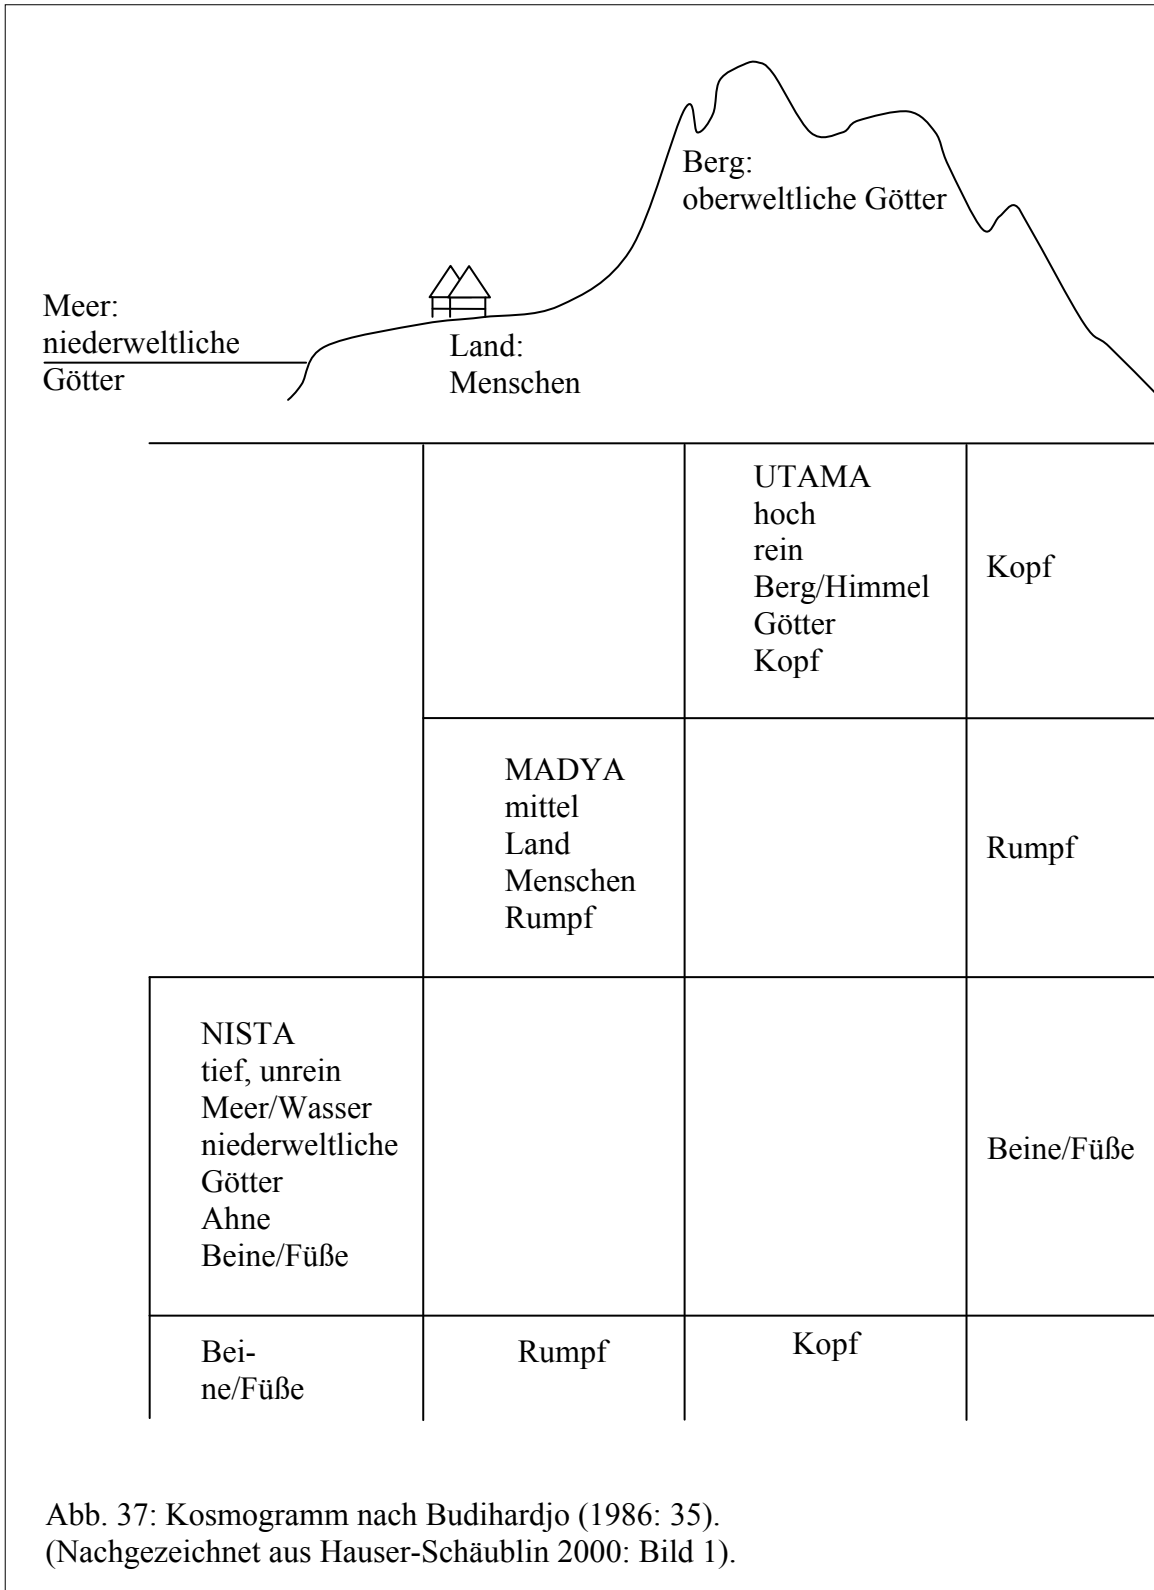 Berg:
oberweltliche Götter
Meer:
niederweltliche
Götter
Land:
Menschen
UTAMA
hoch
rein
Berg/Himmel
Götter
Kopf
Kopf
MADYA
mittel
Land
Menschen
Rumpf
Rumpf
NISTA
tief, unrein
Meer/Wasser
niederweltliche
Götter
Ahne
Beine/Füße
Beine/Füße
Bei-
ne/Füße
Rumpf
Kopf
Abb. 37: Kosmogramm nach Budihardjo (1986: 35).
(Nachgezeichnet aus Hauser-Schäublin 2000: Bild 1).